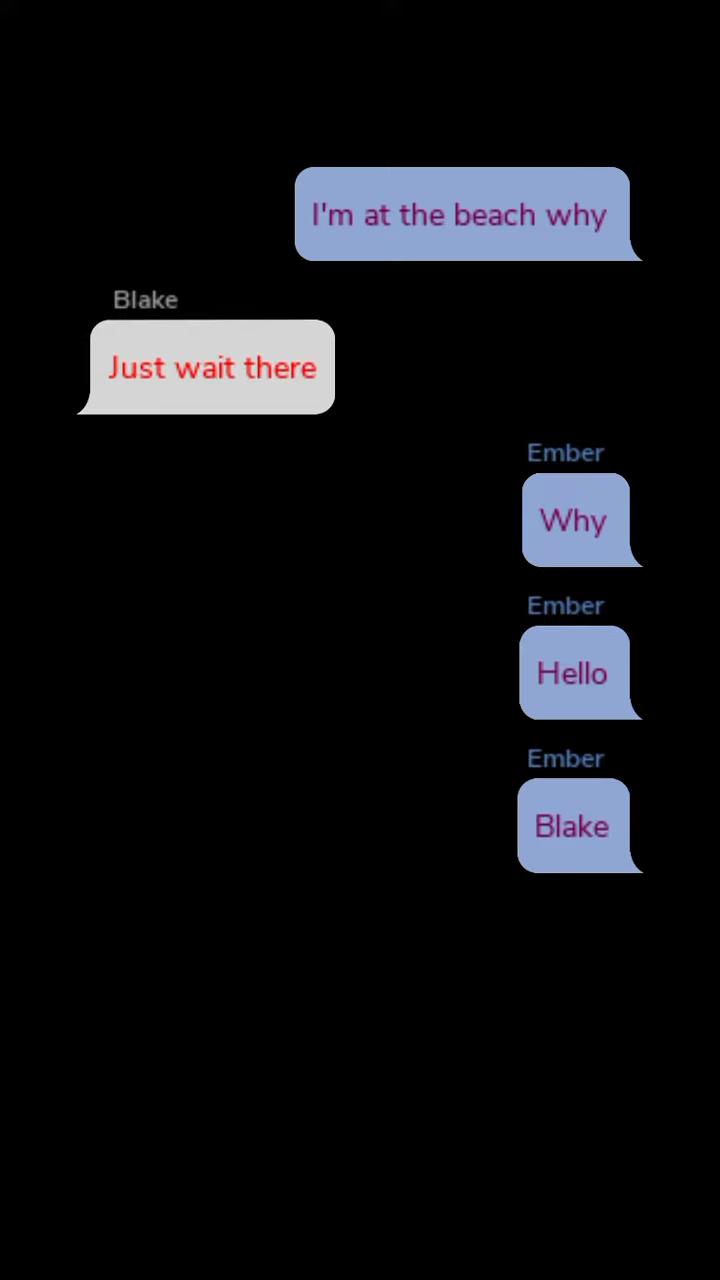 I'm at the beach why
Blake
Just wait there
Ember
Why
Ember
Hello
Ember
Blake